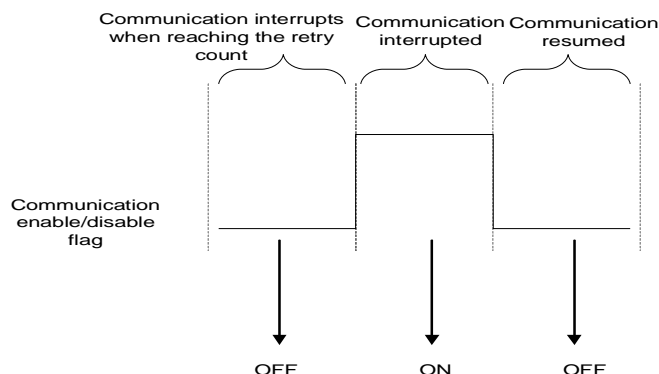 Communication interrupts
when reaching the retry
count
Communication
interrupted
Communication
resumed
Communication
enable/disable
flag
OFF
ON
OFF